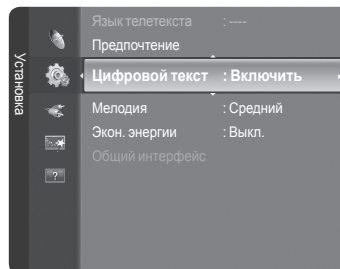 Установка
Язык телетекста : ----
Предпочтение
Цифровой текст : Включить
Мелодия : Средний
Экон. энергии : Выкл.
Общий интерфейс
?